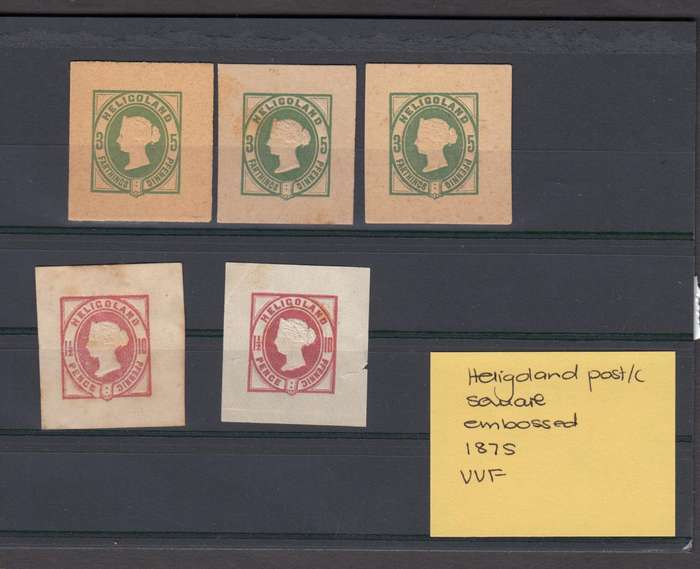 HELIGOLAND
3 5
FARTHINGS PFENNIG
HELIGOLAND
3 5
FARTHINGS PFENNIG
HELIGOLAND
3 5
FARTHINGS PFENNIG
HELIGOLAND
1½ 10
PENCE PFENNIG
HELIGOLAND
1½ 10
PENCE PFENNIG
Heligoland post/c
square
embossed
1875
VVF